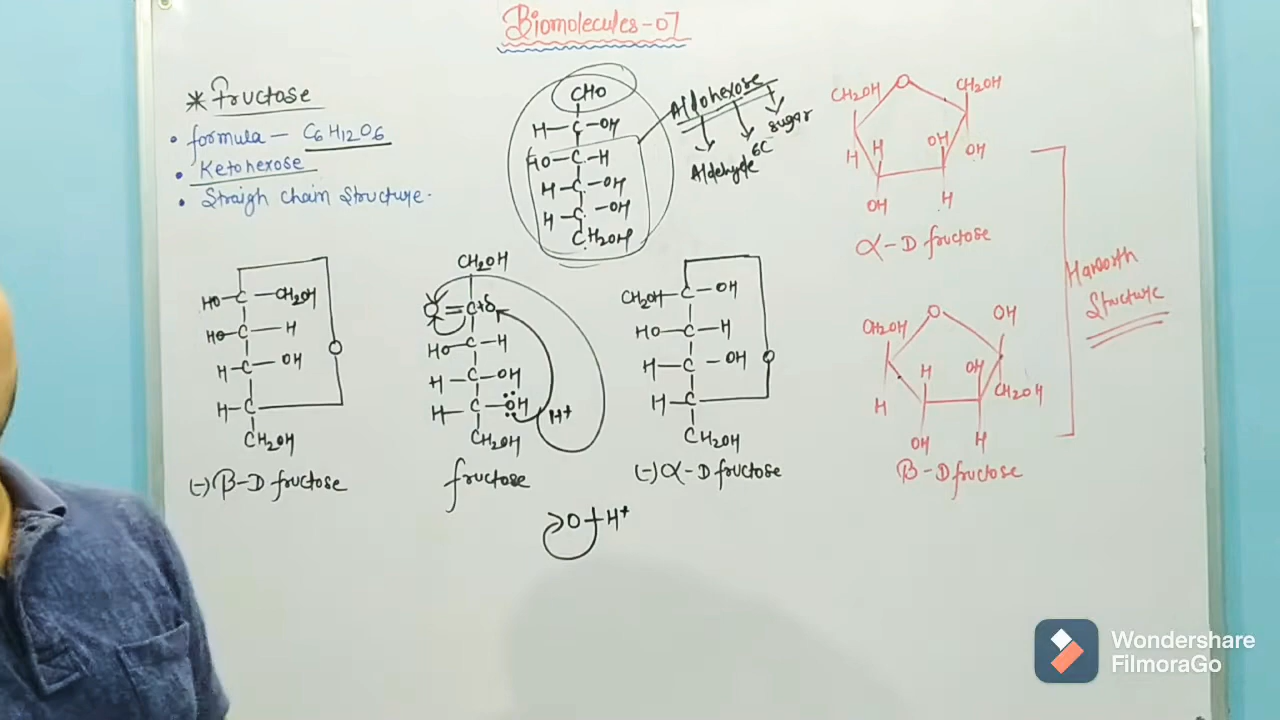 Biomolecules-07
* fructose
• formula — C6H12O6
• Ketohexose
• Straigh chain Structure.
CHO
H—C—OH
HO—C—H
H—C—OH
H—C—OH
CH2OH
Aldohexose
Aldehyde 6C sugar
HO—C—CH2OH
HO—C—H
H—C—OH
O
H—C
CH2OH
(-) β-D fructose
CH2OH
O=C+δ
HO—C—H
H—C—OH
H—C—OH
H+
CH2OH
fructose
CH2OH—C—OH
HO—C—H
H—C—OH
O
H—C
CH2OH
(-) α-D fructose
O+H+
CH2OH O CH2OH
H H OH OH
OH H
α-D fructose
CH2OH O OH
H H OH CH2OH
OH H
β-D fructose
Haworth
Structure
Wondershare
FilmoraGo